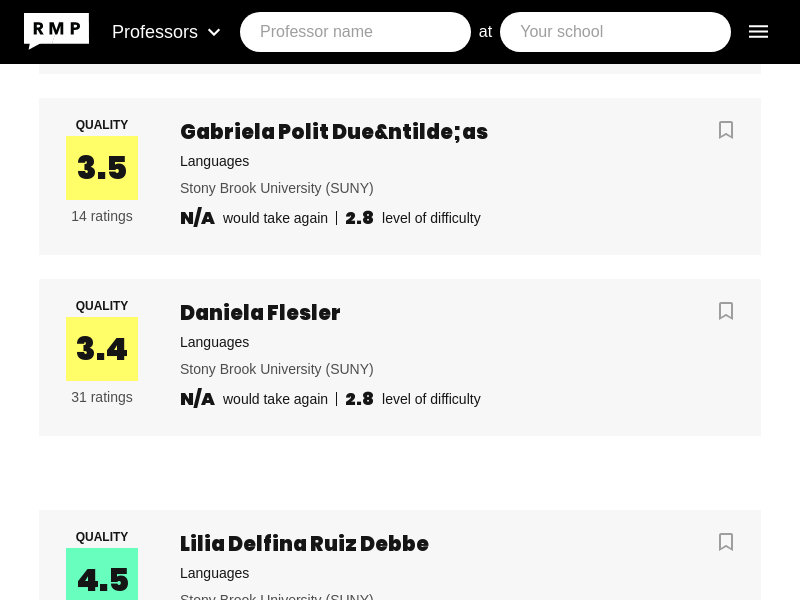 RMP
Professors
Professor name
at
Your school
QUALITY
3.5
14 ratings
Gabriela Polit Due&ntilde;as
Languages
Stony Brook University (SUNY)
N/A would take again | 2.8 level of difficulty
QUALITY
3.4
31 ratings
Daniela Flesler
Languages
Stony Brook University (SUNY)
N/A would take again | 2.8 level of difficulty
QUALITY
4.5
Lilia Delfina Ruiz Debbe
Languages
Stony Brook University (SUNY)